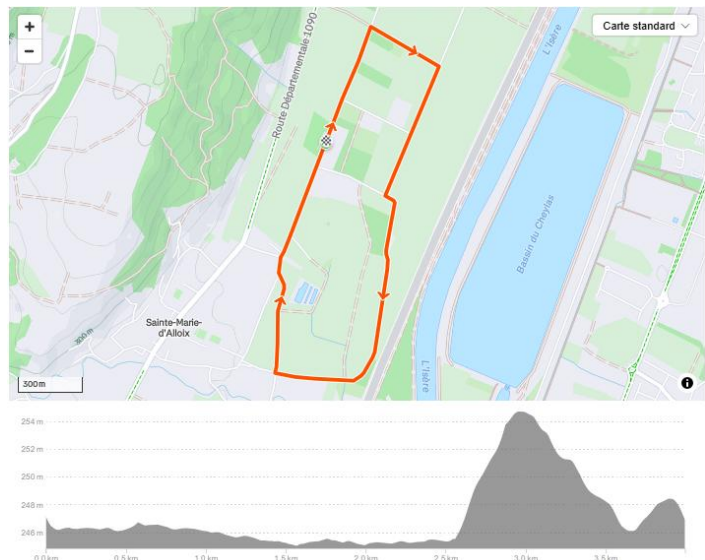 +
−
Carte standard
Route Départementale 1090
L'Isère
Bassin du Cheylas
300 m
Sainte-Marie-
d'Alloix
L'Isère
300 m
254 m
252 m
250 m
248 m
246 m
0.0 km 0.5 km 1.0 km 1.5 km 2.0 km 2.5 km 3.0 km 3.5 km